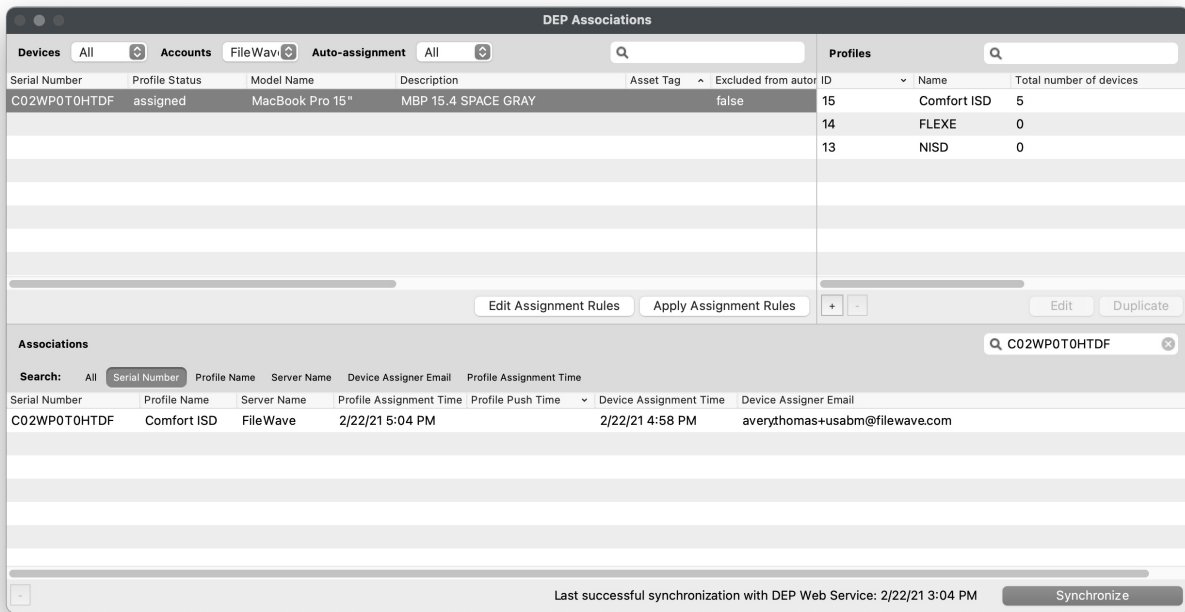 DEP Associations
Devices All Accounts FileWav Auto-assignment All
Serial Number Profile Status Model Name Description Asset Tag Excluded from autor
C02WP0T0HTDF assigned MacBook Pro 15" MBP 15.4 SPACE GRAY false
Edit Assignment Rules Apply Assignment Rules
Profiles
ID Name Total number of devices
15 Comfort ISD 5
14 FLEXE 0
13 NISD 0
+ - Edit Duplicate
Associations C02WP0T0HTDF
Search: All Serial Number Profile Name Server Name Device Assigner Email Profile Assignment Time
Serial Number Profile Name Server Name Profile Assignment Time Profile Push Time Device Assignment Time Device Assigner Email
C02WP0T0HTDF Comfort ISD FileWave 2/22/21 5:04 PM 2/22/21 4:58 PM avery.thomas+usabm@filewave.com
- Last successful synchronization with DEP Web Service: 2/22/21 3:04 PM Synchronize